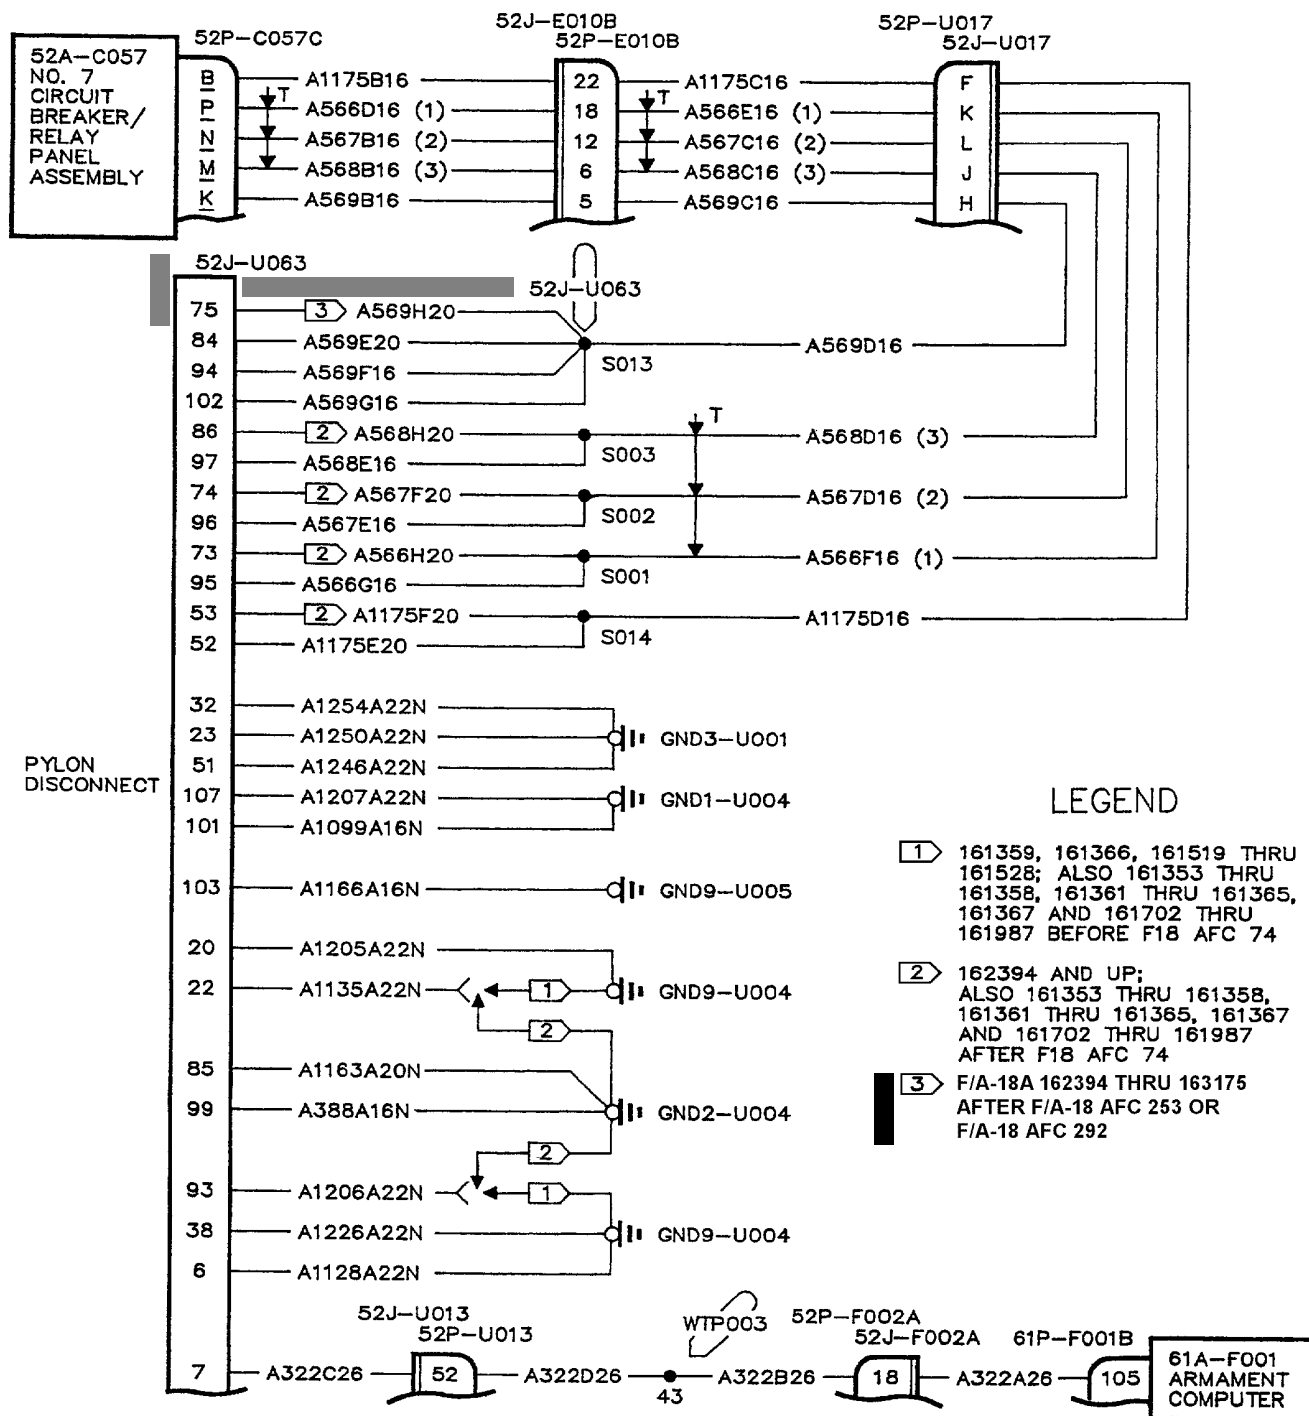 52J-E010B
52P-E010B
52P-U017
52J-U017
52P-C057C
52A-C057
NO. 7
CIRCUIT
BREAKER/
RELAY
PANEL
ASSEMBLY
B A1175B16 22 A1175C16 F
T T
P A566D16 (1) 18 A566E16 (1) K
N A567B16 (2) 12 A567C16 (2) L
M A568B16 (3) 6 A568C16 (3) J
K A569B16 5 A569C16 H
52J-U063
52J-U063
75 3 A569H20
84 A569E20 A569D16
S013
94 A569F16
102 A569G16
T
86 2 A568H20 A568D16 (3)
S003
97 A568E16
74 2 A567F20 A567D16 (2)
S002
96 A567E16
73 2 A566H20 A566F16 (1)
S001
95 A566G16
53 2 A1175F20 A1175D16
S014
52 A1175E20
32 A1254A22N
23 A1250A22N GND3-U001
51 A1246A22N
PYLON
DISCONNECT
107 A1207A22N GND1-U004
101 A1099A16N
103 A1166A16N GND9-U005
20 A1205A22N
22 A1135A22N 1 GND9-U004
2
85 A1163A20N
99 A388A16N GND2-U004
2
93 A1206A22N 1
38 A1226A22N GND9-U004
6 A1128A22N
LEGEND
1 161359, 161366, 161519 THRU
161528; ALSO 161353 THRU
161358, 161361 THRU 161365,
161367 AND 161702 THRU
161987 BEFORE F18 AFC 74
2 162394 AND UP;
ALSO 161353 THRU 161358,
161361 THRU 161365, 161367
AND 161702 THRU 161987
AFTER F18 AFC 74
3 F/A-18A 162394 THRU 163175
AFTER F/A-18 AFC 253 OR
F/A-18 AFC 292
52J-U013
52P-U013
WTP003
52P-F002A
52J-F002A
61P-F001B
7 A322C26 52 A322D26 43 A322B26 18 A322A26 105
61A-F001
ARMAMENT
COMPUTER